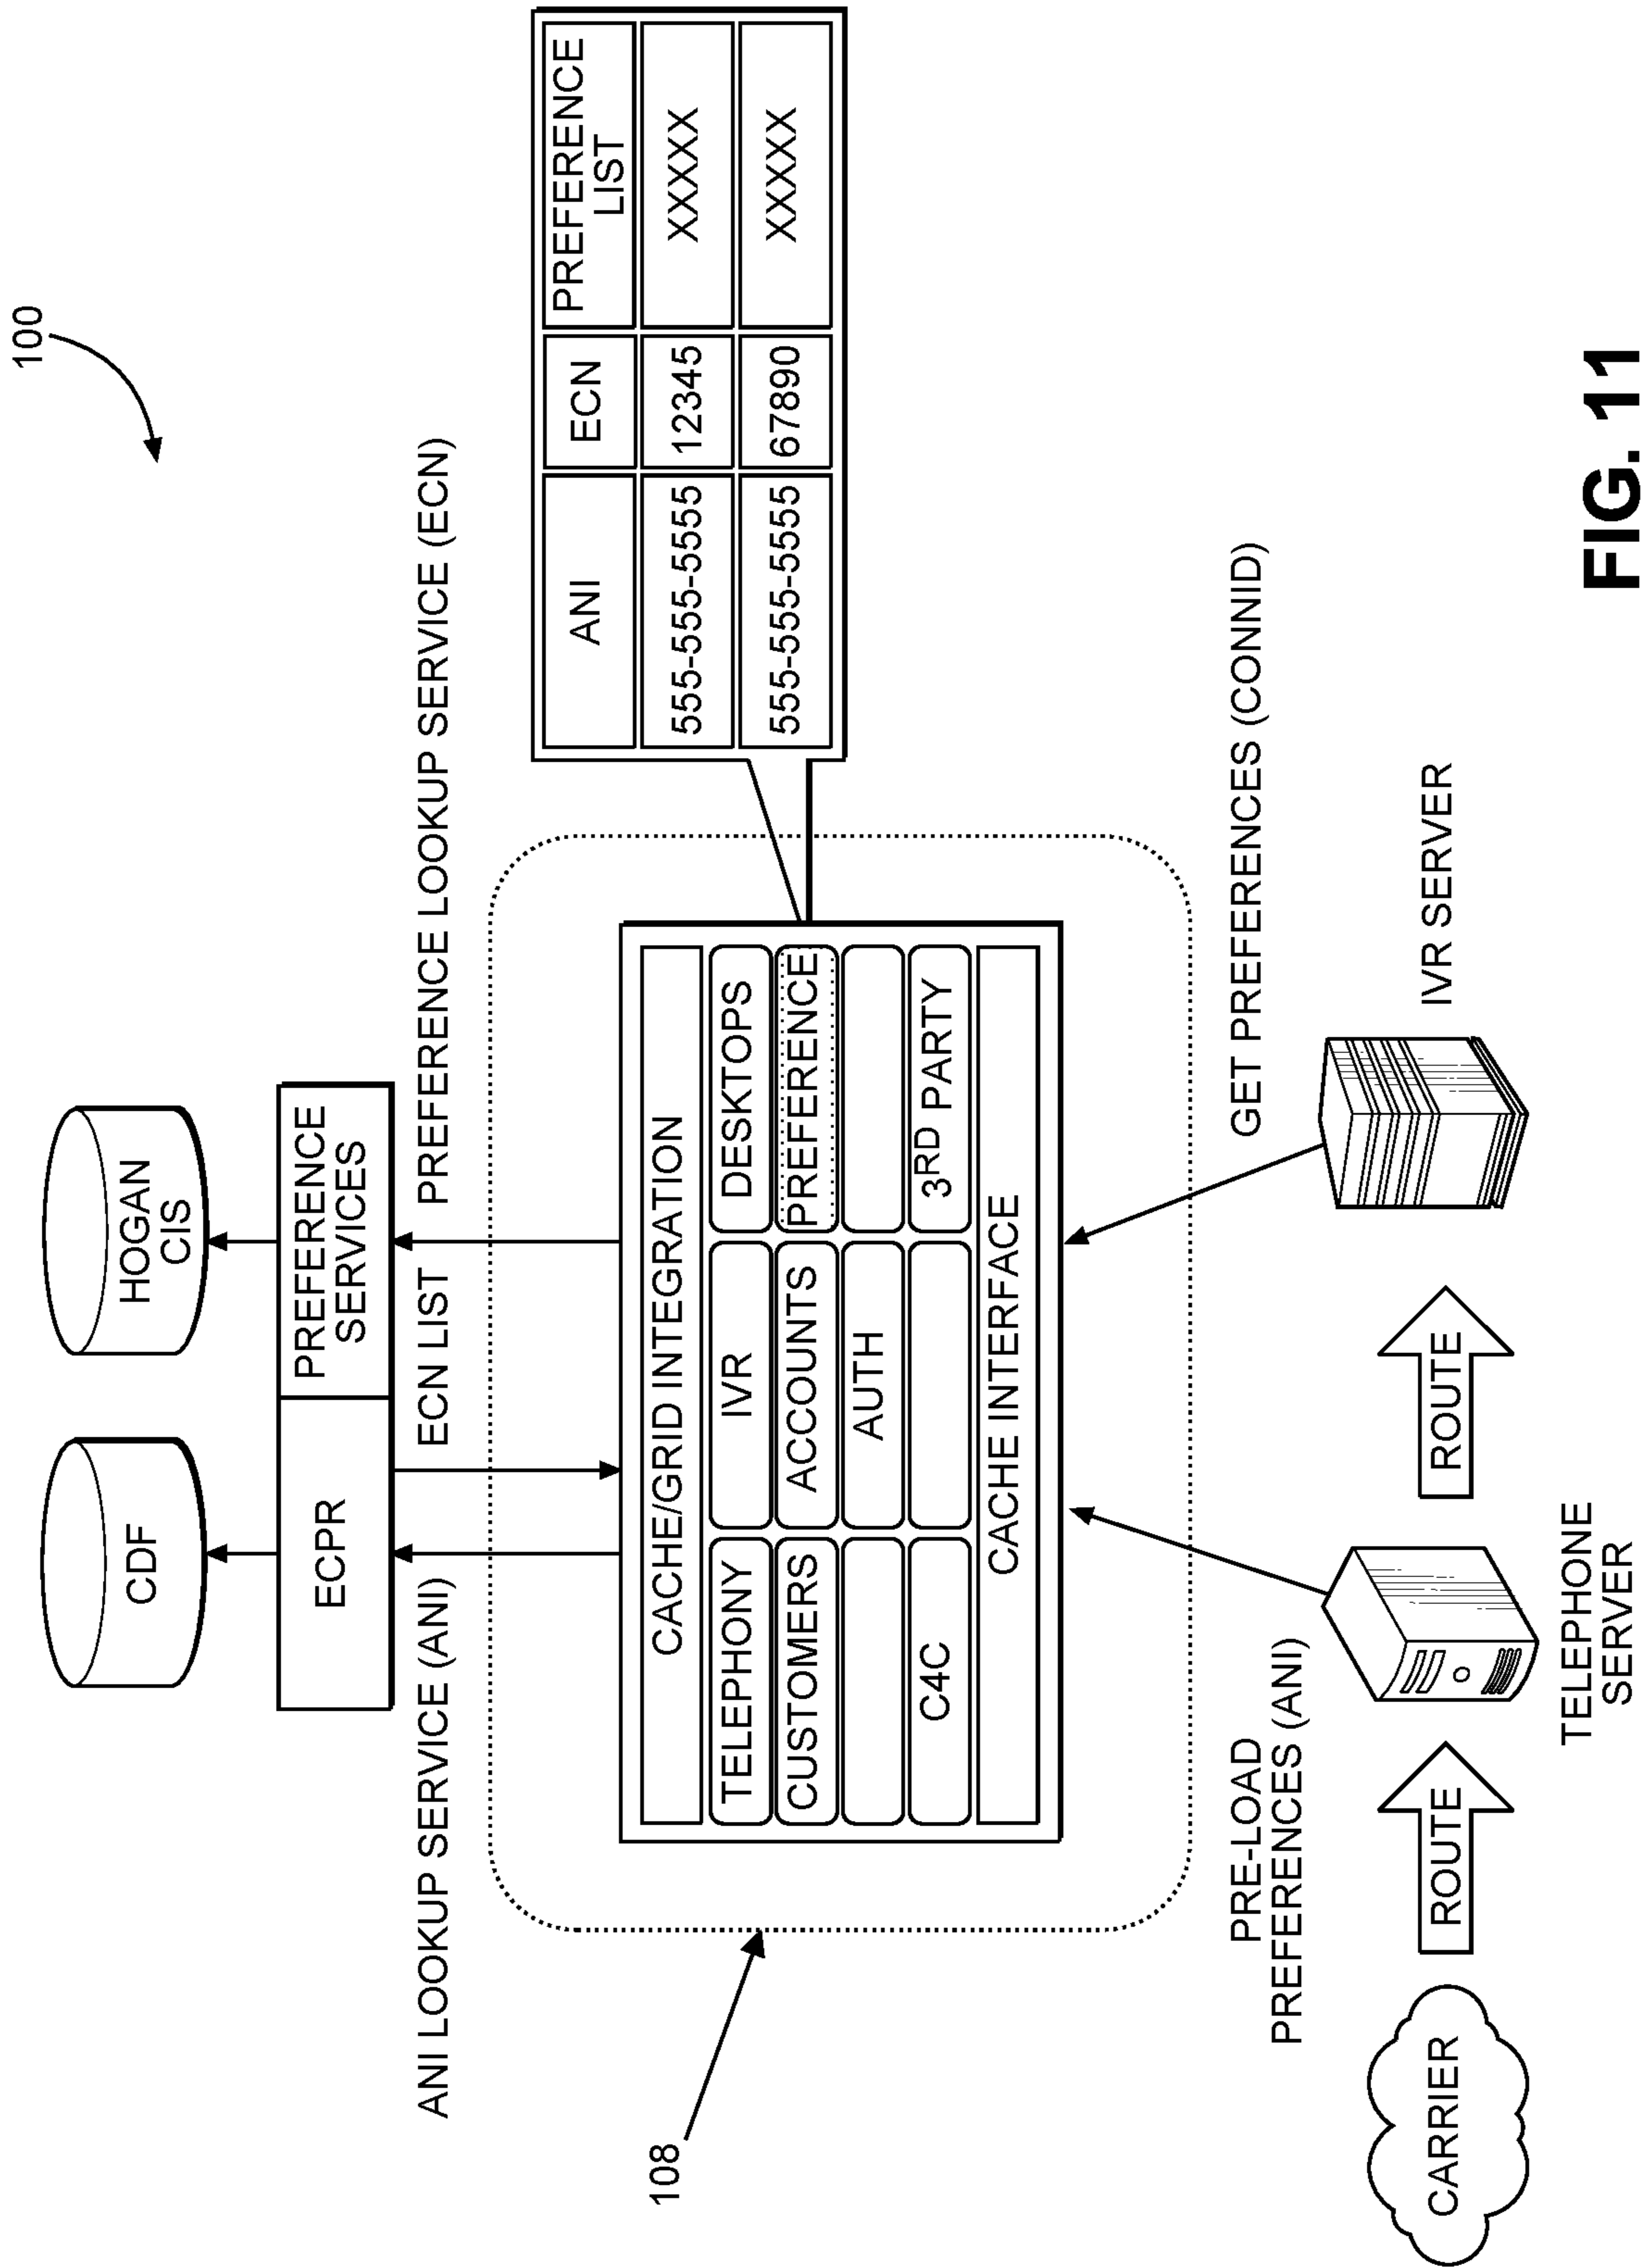 100
CDF
HOGAN
CIS
ECPR
PREFERENCE
SERVICES
ANI LOOKUP SERVICE (ANI)
ECN LIST
PREFERENCE LOOKUP SERVICE (ECN)
ANI
ECN
PREFERENCE
LIST
555-555-5555
12345
XXXXX
555-555-5555
67890
XXXXX
108
CACHE/GRID INTEGRATION
TELEPHONY
IVR
DESKTOPS
CUSTOMERS
ACCOUNTS
PREFERENCE
AUTH
C4C
3RD PARTY
CACHE INTERFACE
PRE-LOAD
PREFERENCES (ANI)
GET PREFERENCES (CONNID)
CARRIER
ROUTE
TELEPHONE
SERVER
ROUTE
IVR SERVER
FIG. 11